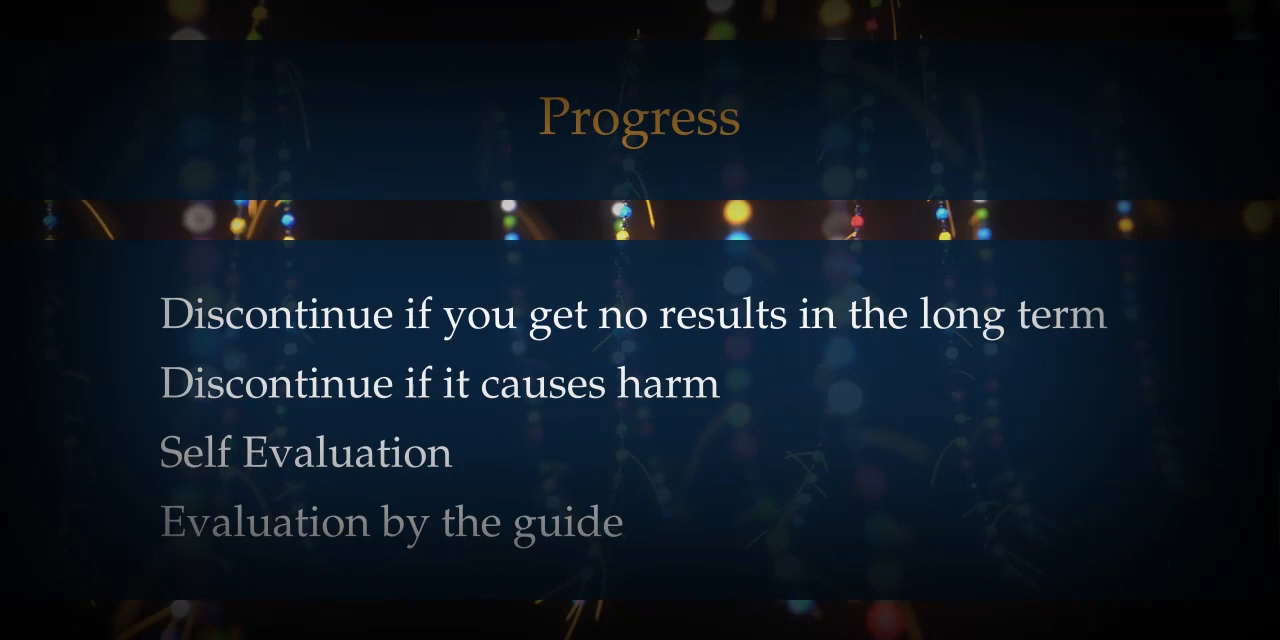 Progress
Discontinue if you get no results in the long term
Discontinue if it causes harm
Self Evaluation
Evaluation by the guide